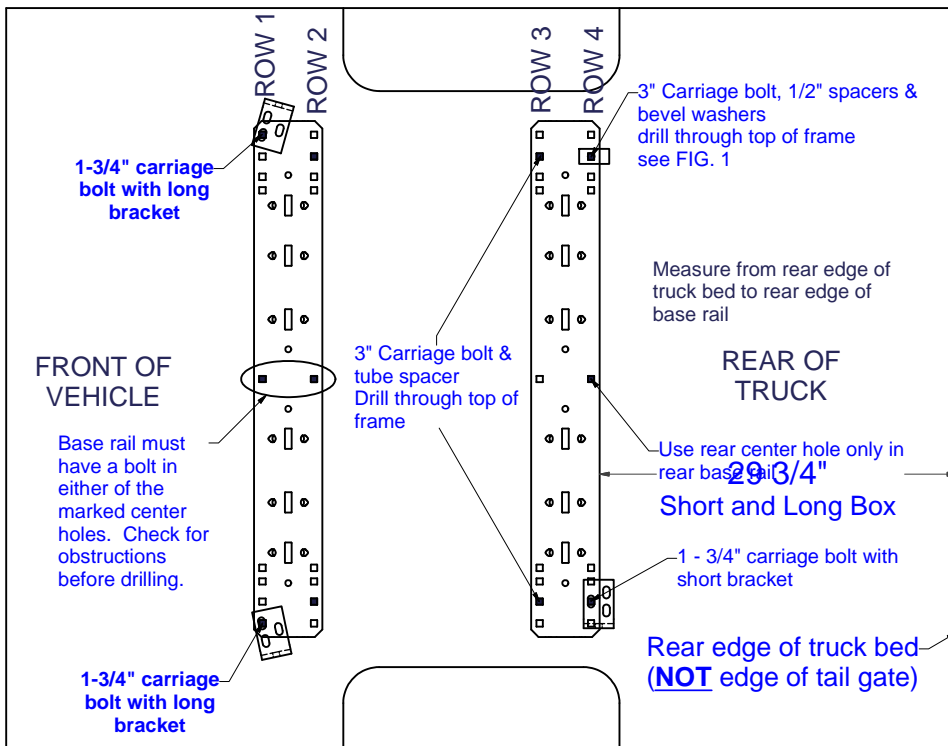 ROW 1
ROW 2
ROW 3
ROW 4
3" Carriage bolt, 1/2" spacers &
bevel washers
drill through top of frame
see FIG. 1
1-3/4" carriage
bolt with long
bracket
Measure from rear edge of
truck bed to rear edge of
base rail
FRONT OF
VEHICLE
3" Carriage bolt &
tube spacer
Drill through top of
frame
REAR OF
TRUCK
Base rail must
have a bolt in
either of the
marked center
holes. Check for
obstructions
before drilling.
Use rear center hole only in
rear base rail
29 3/4"
Short and Long Box
1 - 3/4" carriage bolt with
short bracket
Rear edge of truck bed
(NOT edge of tail gate)
1-3/4" carriage
bolt with long
bracket